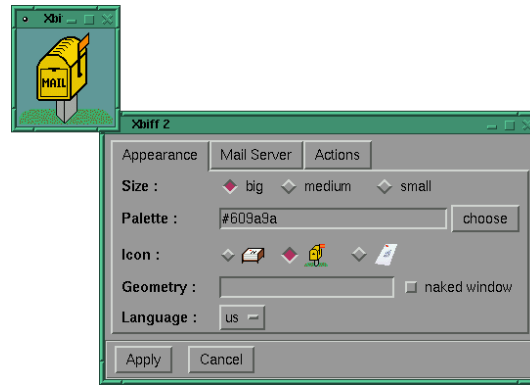 Xbi
MAIL
Xbiff 2
Appearance Mail Server Actions
Size : big medium small
Palette : #609a9a choose
Icon :
Geometry : naked window
Language : us
Apply Cancel